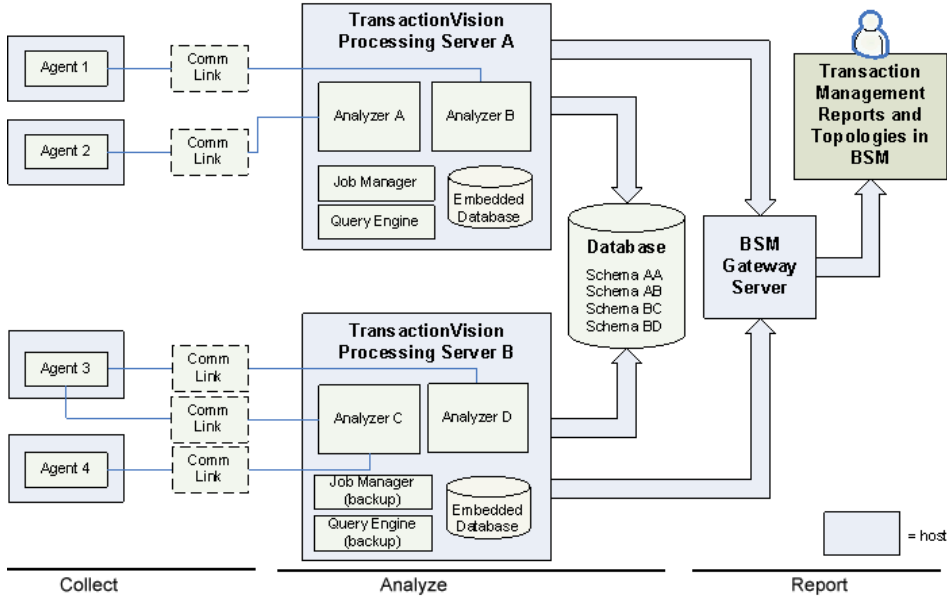 TransactionVision
Processing Server A
Agent 1
Comm
Link
Agent 2
Comm
Link
Analyzer A
Analyzer B
Job Manager
Query Engine
Embedded
Database
Transaction
Management
Reports and
Topologies in
BSM
Database
Schema AA
Schema AB
Schema BC
Schema BD
BSM
Gateway
Server
TransactionVision
Processing Server B
Agent 3
Comm
Link
Comm
Link
Agent 4
Comm
Link
Analyzer C
Analyzer D
Job Manager
(backup)
Query Engine
(backup)
Embedded
Database
= host
Collect
Analyze
Report